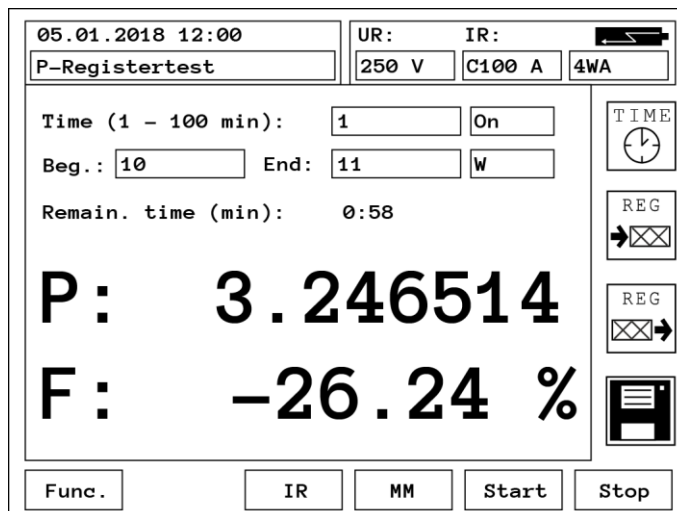 05.01.2018 12:00 UR: IR:
P-Registertest 250 V C100 A 4WA
Time (1 - 100 min): 1 On
TIME
Beg.: 10 End: 11 W
Remain. time (min): 0:58
REG
P: 3.246514
REG
F: -26.24 %
Func. IR MM Start Stop